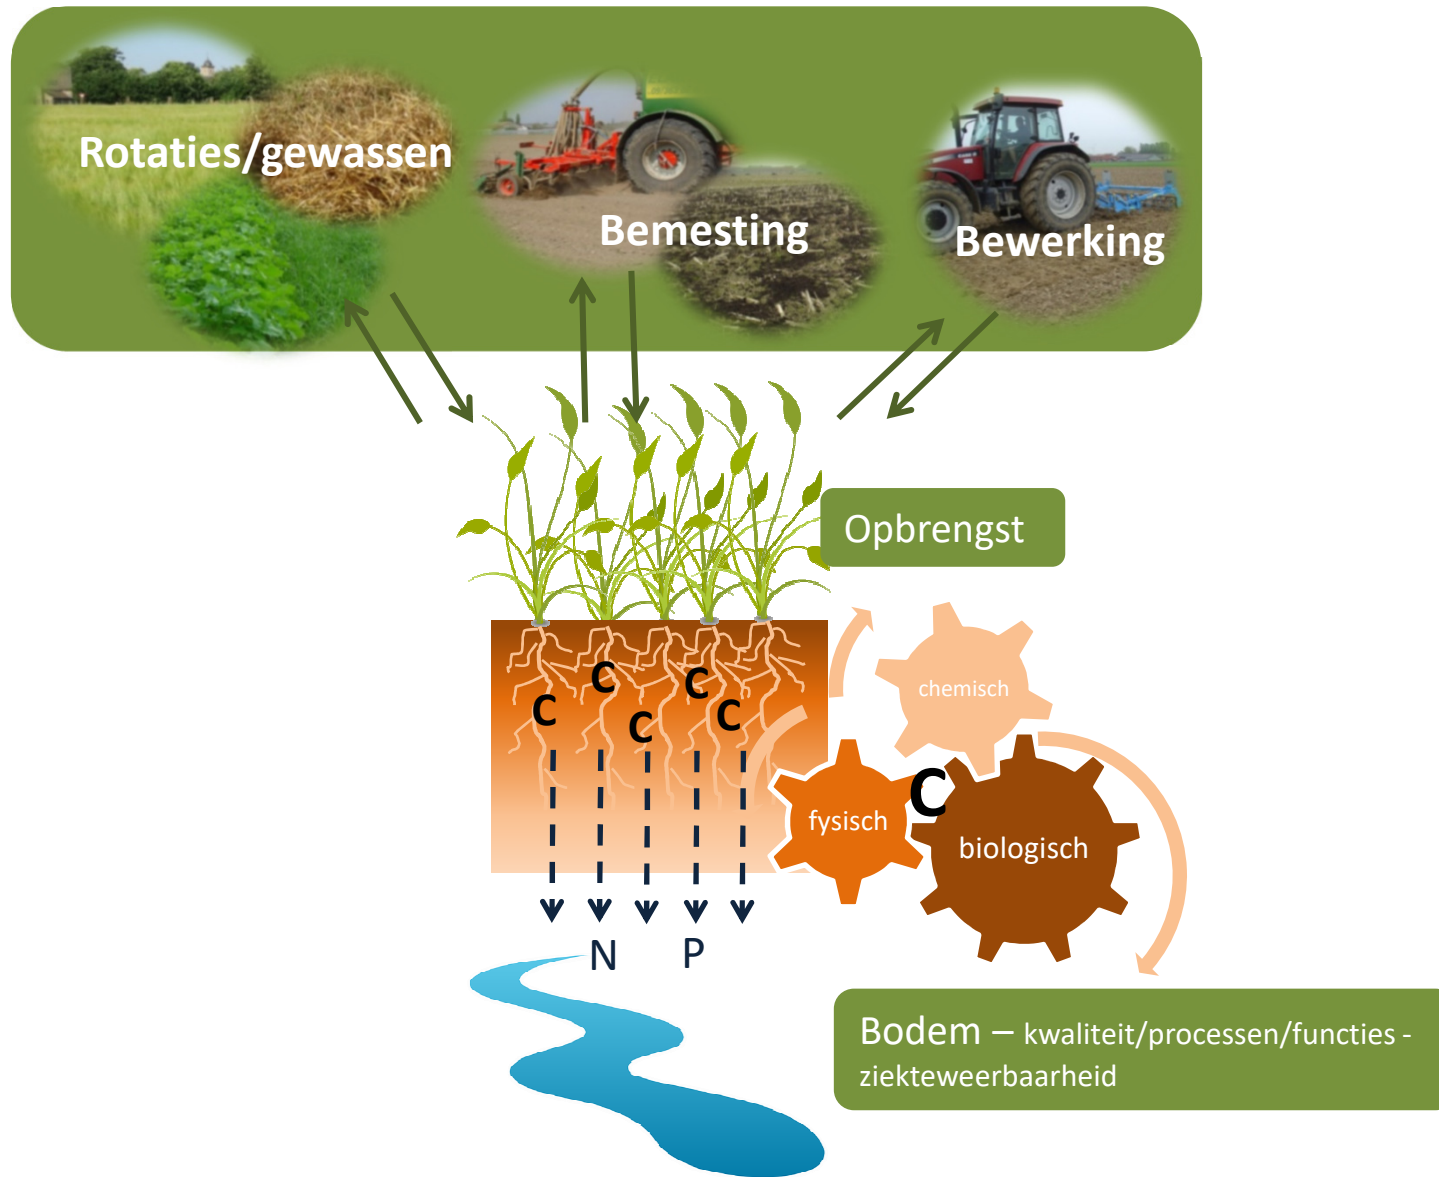 Rotaties/gewassen
Bemesting
Bewerking
Opbrengst
chemisch
C
C
C
C
C
C
fysisch
biologisch
N
P
Bodem – kwaliteit/processen/functies -
ziekteweerbaarheid